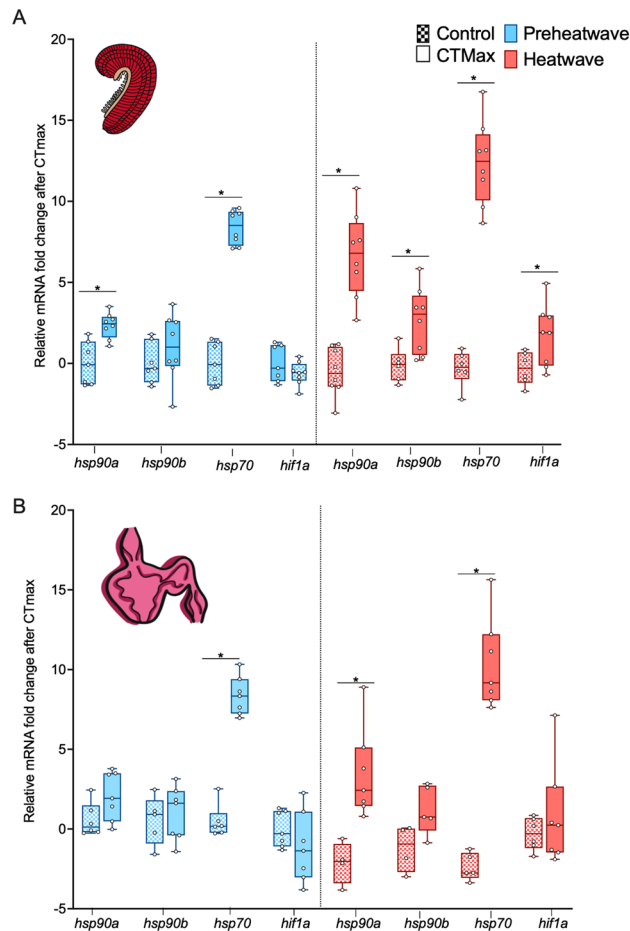 A
Control
Preheatwave
CTMax
Heatwave
Relative mRNA fold change after CTmax
20
15
10
5
0
-5
*
*
*
*
*
*
hsp90a
hsp90b
hsp70
hif1a
hsp90a
hsp90b
hsp70
hif1a
B
Relative mRNA fold change after CTmax
20
15
10
5
0
-5
*
*
*
hsp90a
hsp90b
hsp70
hif1a
hsp90a
hsp90b
hsp70
hif1a